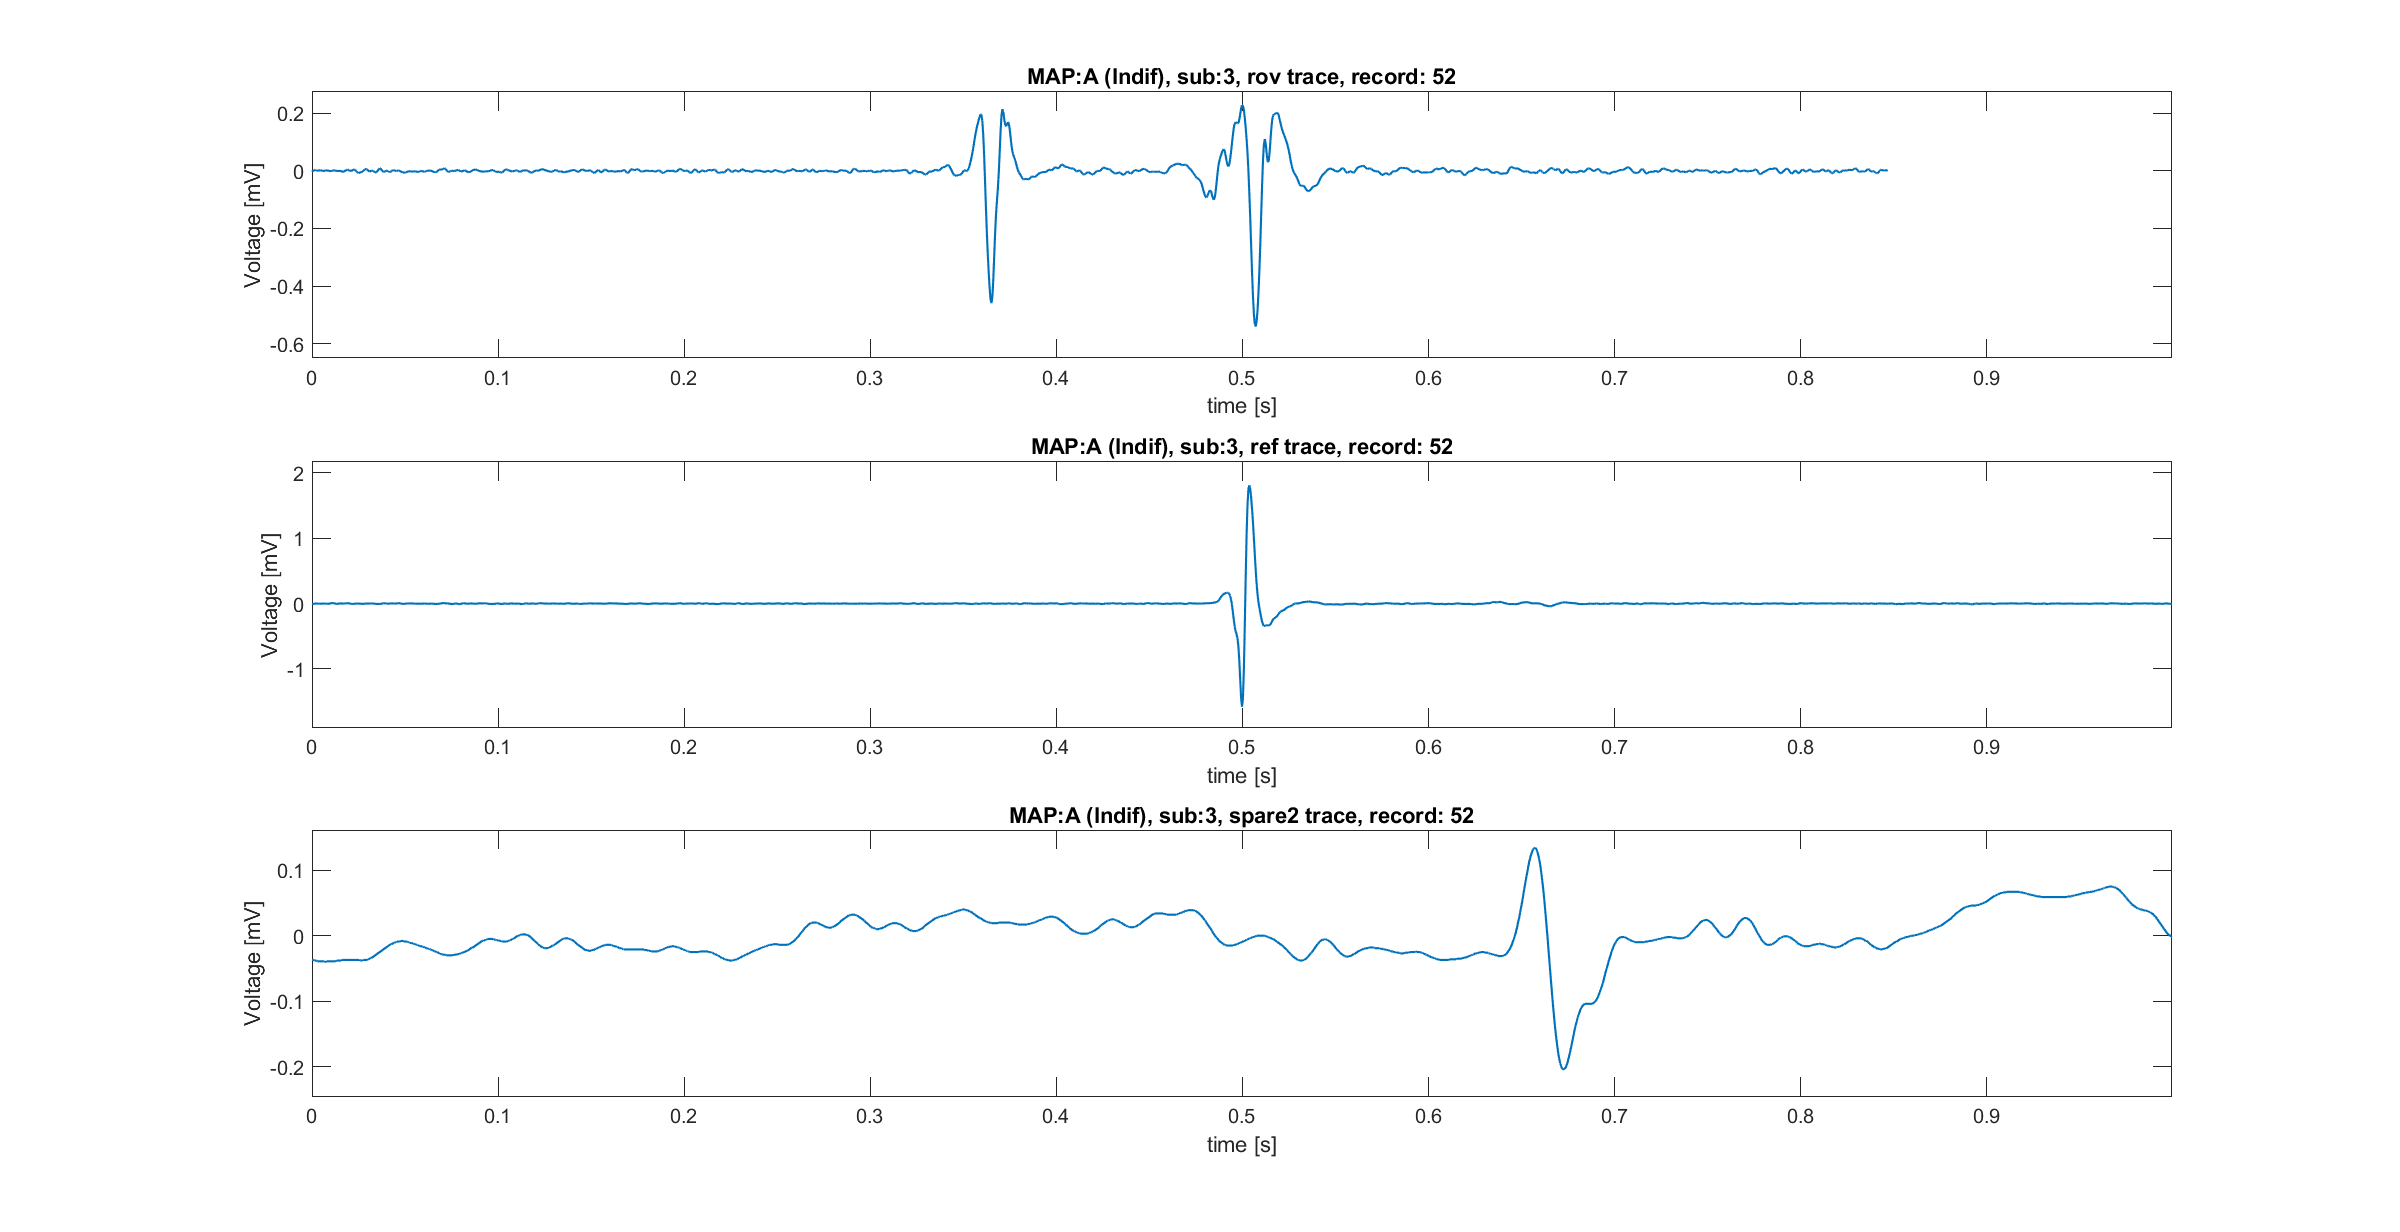 MAP:A (Indif), sub:3, rov trace, record: 52
Voltage [mV]
0.2
0
-0.2
-0.4
-0.6
0 0.1 0.2 0.3 0.4 0.5 0.6 0.7 0.8 0.9
time [s]
MAP:A (Indif), sub:3, ref trace, record: 52
Voltage [mV]
2
1
0
-1
0 0.1 0.2 0.3 0.4 0.5 0.6 0.7 0.8 0.9
time [s]
MAP:A (Indif), sub:3, spare2 trace, record: 52
Voltage [mV]
0.1
0
-0.1
-0.2
0 0.1 0.2 0.3 0.4 0.5 0.6 0.7 0.8 0.9
time [s]